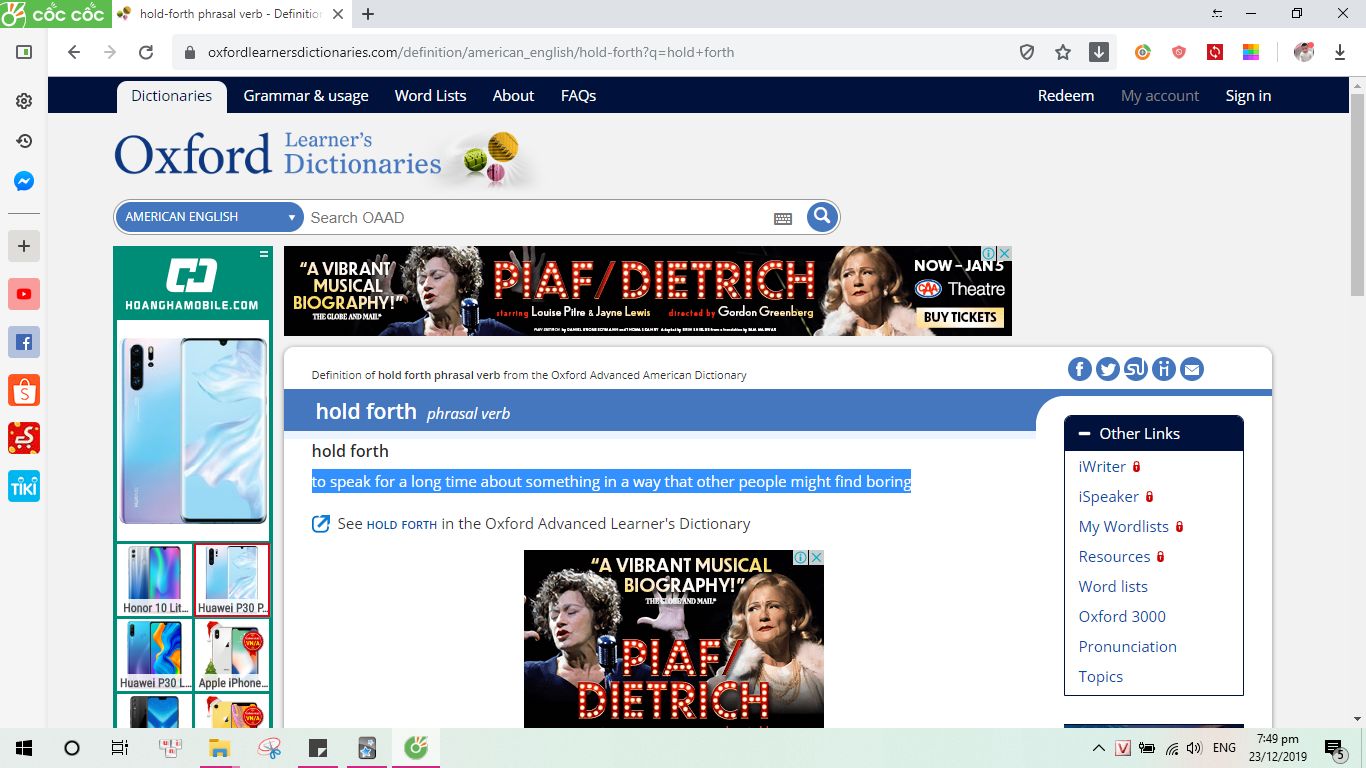 cốc cốc
hold-forth phrasal verb - Definition
oxfordlearnersdictionaries.com/definition/american_english/hold-forth?q=hold+forth
Dictionaries Grammar & usage Word Lists About FAQs Redeem My account Sign in
Oxford Learner's Dictionaries
AMERICAN ENGLISH Search OAAD
HOANGHAMOBILE.COM
HUAWEI
Honor 10 Lit... Huawei P30 P...
Huawei P30 L... Apple iPhone...
VN/A
VN/A
"A VIBRANT
MUSICAL
BIOGRAPHY!"
THE GLOBE AND MAIL*
PIAF/DIETRICH
starring Louise Pitre & Jayne Lewis directed by Gordon Greenberg
NOW – JAN 5
CAA Theatre
BUY TICKETS
Definition of hold forth phrasal verb from the Oxford Advanced American Dictionary
hold forth phrasal verb
hold forth
to speak for a long time about something in a way that other people might find boring
See HOLD FORTH in the Oxford Advanced Learner's Dictionary
"A VIBRANT MUSICAL
BIOGRAPHY!"
THE GLOBE AND MAIL*
PIAF/
DIETRICH
Other Links
iWriter
iSpeaker
My Wordlists
Resources
Word lists
Oxford 3000
Pronunciation
Topics
TIKI
V ENG 7:49 pm
23/12/2019
5